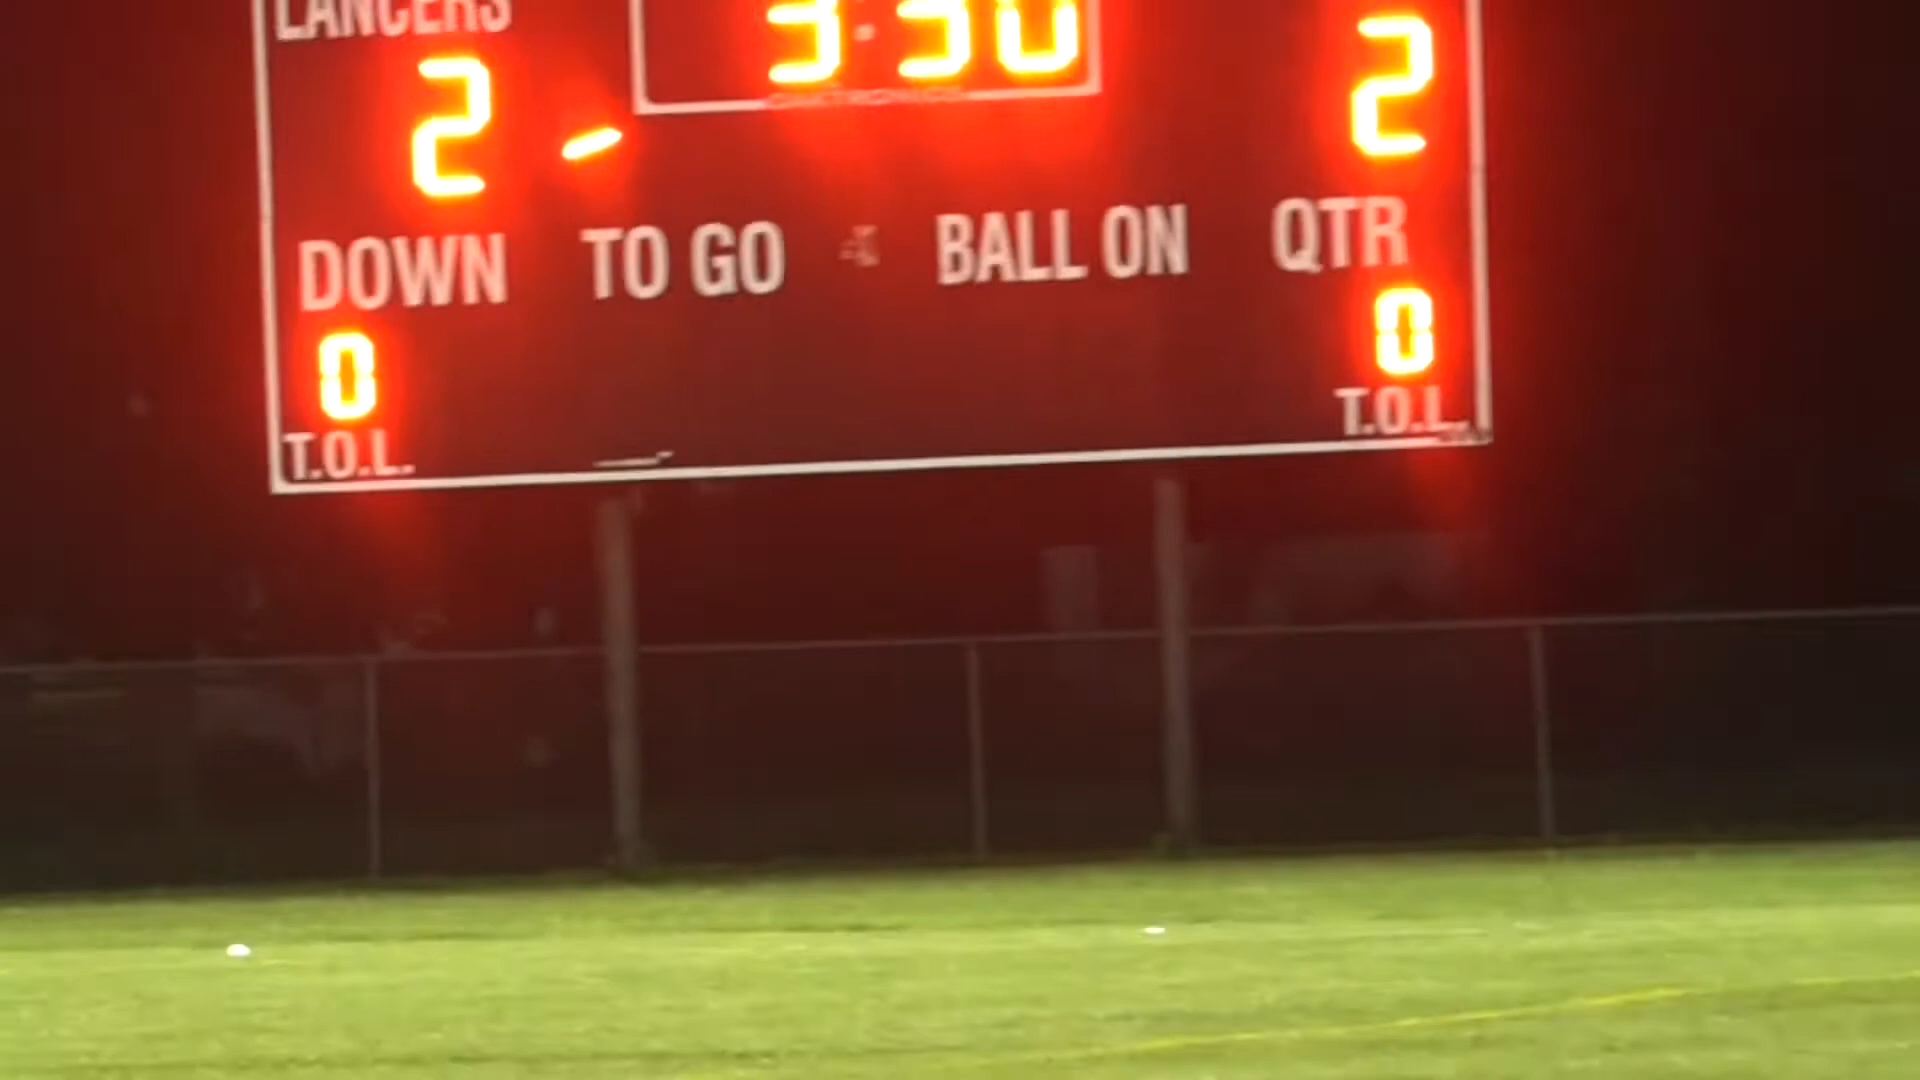 LANCERS
3:30
2
2
DOWN TO GO BALL ON QTR
0
0
T.O.L.
T.O.L.